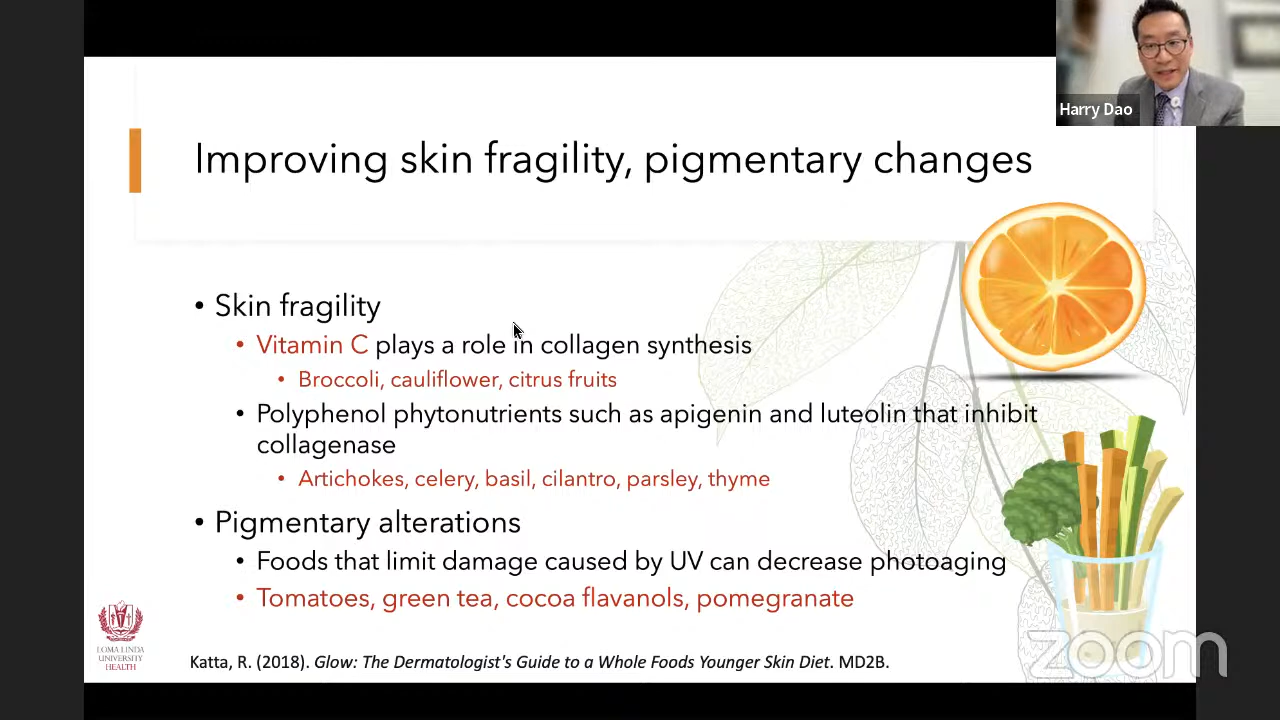 Harry Dao
Improving skin fragility, pigmentary changes
• Skin fragility
• Vitamin C plays a role in collagen synthesis
• Broccoli, cauliflower, citrus fruits
• Polyphenol phytonutrients such as apigenin and luteolin that inhibit
collagenase
• Artichokes, celery, basil, cilantro, parsley, thyme
• Pigmentary alterations
• Foods that limit damage caused by UV can decrease photoaging
• Tomatoes, green tea, cocoa flavanols, pomegranate
LOMA LINDA
UNIVERSITY
HEALTH
Katta, R. (2018). Glow: The Dermatologist's Guide to a Whole Foods Younger Skin Diet. MD2B.
zoom